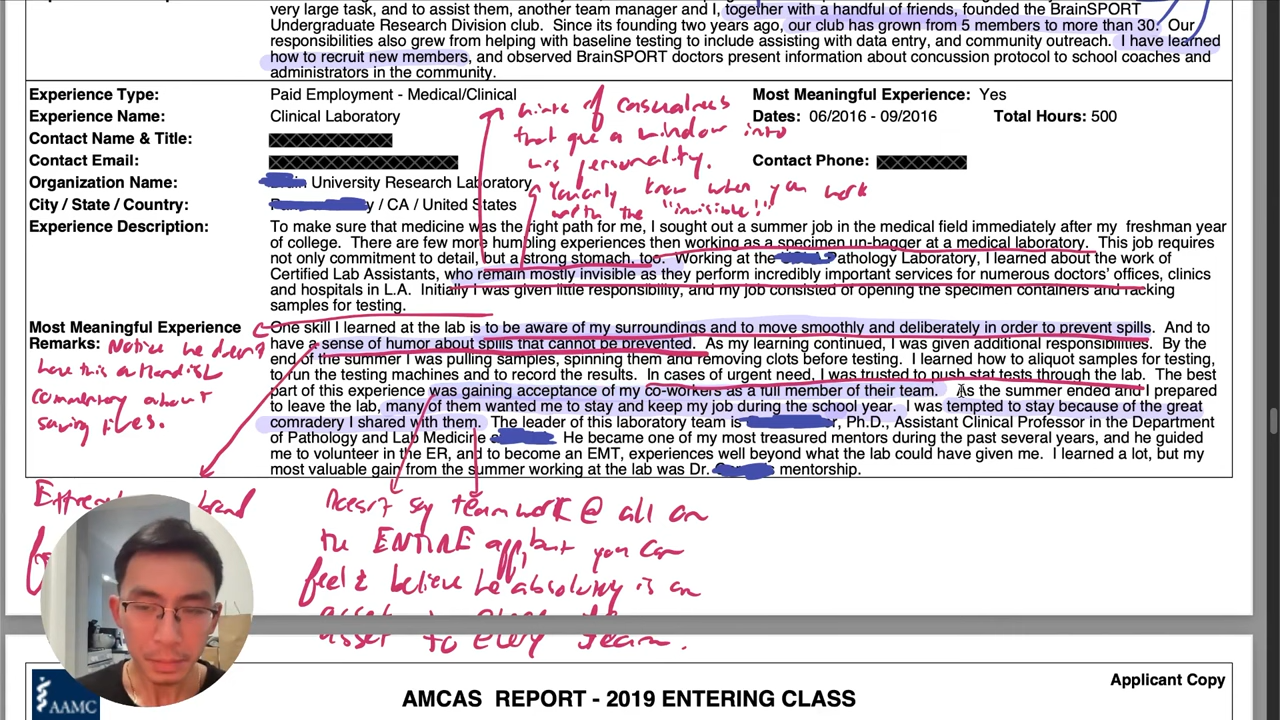 very large task, and to assist them, another team manager and I, together with a handful of friends, founded the BrainSPORT
Undergraduate Research Division club. Since its founding two years ago, our club has grown from 5 members to more than 30. Our
responsibilities also grew from helping with baseline testing to include assisting with data entry, and community outreach. I have learned
how to recruit new members, and observed BrainSPORT doctors present information about concussion protocol to school coaches and
administrators in the community.
Experience Type: Paid Employment - Medical/Clinical Most Meaningful Experience: Yes
Experience Name: Clinical Laboratory Dates: 06/2016 - 09/2016 Total Hours: 500
Contact Name & Title:
Contact Email: Contact Phone:
Organization Name: University Research Laboratory
City / State / Country: y / CA / United States
hints of casualness
that give a window into
his personality.
You only know when you work
with the "invisible!"
Experience Description: To make sure that medicine was the right path for me, I sought out a summer job in the medical field immediately after my freshman year
of college. There are few more humbling experiences then working as a specimen un-bagger at a medical laboratory. This job requires
not only commitment to detail, but a strong stomach, too. Working at the Pathology Laboratory, I learned about the work of
Certified Lab Assistants, who remain mostly invisible as they perform incredibly important services for numerous doctors' offices, clinics
and hospitals in L.A. Initially I was given little responsibility, and my job consisted of opening the specimen containers and racking
samples for testing.
Most Meaningful Experience Remarks: One skill I learned at the lab is to be aware of my surroundings and to move smoothly and deliberately in order to prevent spills. And to
have a sense of humor about spills that cannot be prevented. As my learning continued, I was given additional responsibilities. By the
end of the summer I was pulling samples, spinning them and removing clots before testing. I learned how to aliquot samples for testing,
to run the testing machines and to record the results. In cases of urgent need, I was trusted to push stat tests through the lab. The best
part of this experience was gaining acceptance of my co-workers as a full member of their team. As the summer ended and I prepared
to leave the lab, many of them wanted me to stay and keep my job during the school year. I was tempted to stay because of the great
comradery I shared with them. The leader of this laboratory team is r, Ph.D., Assistant Clinical Professor in the Department
of Pathology and Lab Medicine He became one of my most treasured mentors during the past several years, and he guided
me to volunteer in the ER, and to become an EMT, experiences well beyond what the lab could have given me. I learned a lot, but my
most valuable gain from the summer working at the lab was Dr. mentorship.
Notice he doesn't
have this
commentary about
saving lives.
Doesn't say teamwork @ all on
the ENTIRE app, but you can
feel & believe he absolutely is an
asset to every team.
Applicant Copy
AAMC
AMCAS REPORT - 2019 ENTERING CLASS